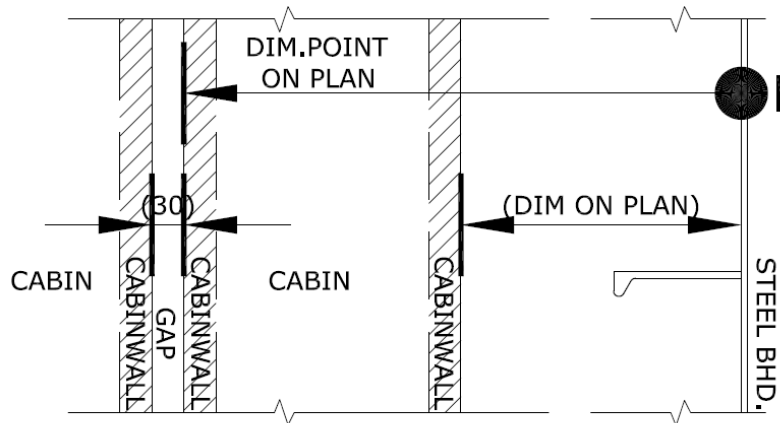 DIM.POINT
ON PLAN
(30)
(DIM ON PLAN)
CABIN
CABINWALL
GAP
CABINWALL
CABIN
CABINWALL
STEEL BHD.